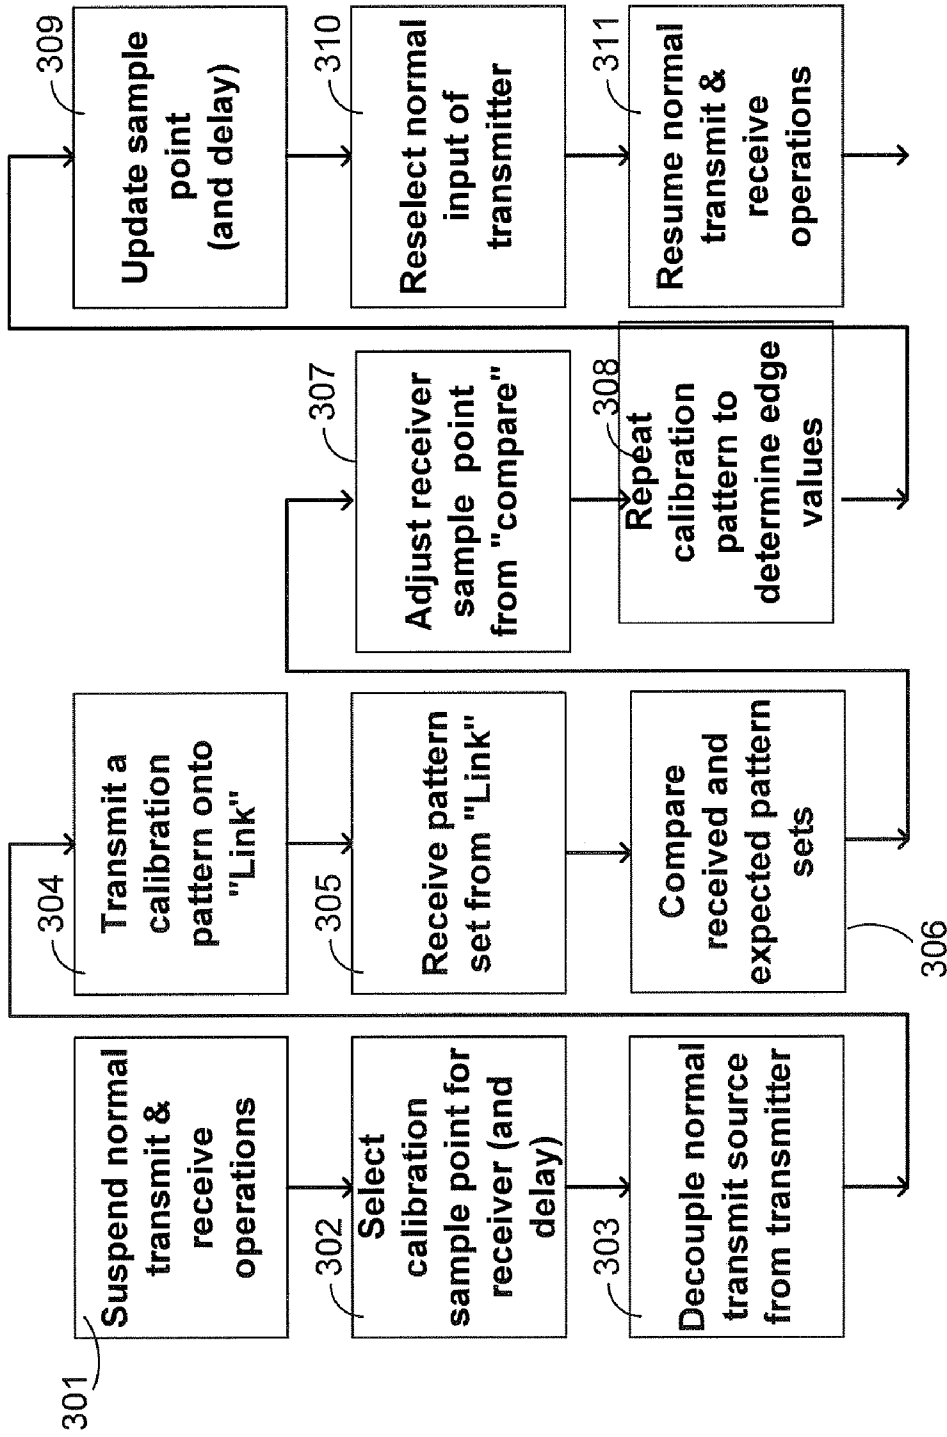 301
Suspend normal
transmit &
receive
operations
302
Select
calibration
sample point for
receiver (and
delay)
303
Decouple normal
transmit source
from transmitter
304
Transmit a
calibration
pattern onto
"Link"
305
Receive pattern
set from "Link"
306
Compare
received and
expected pattern
sets
307
Adjust receiver
sample point
from "compare"
308
Repeat
calibration
pattern to
determine edge
values
309
Update sample
point
(and delay)
310
Reselect normal
input of
transmitter
311
Resume normal
transmit &
receive
operations